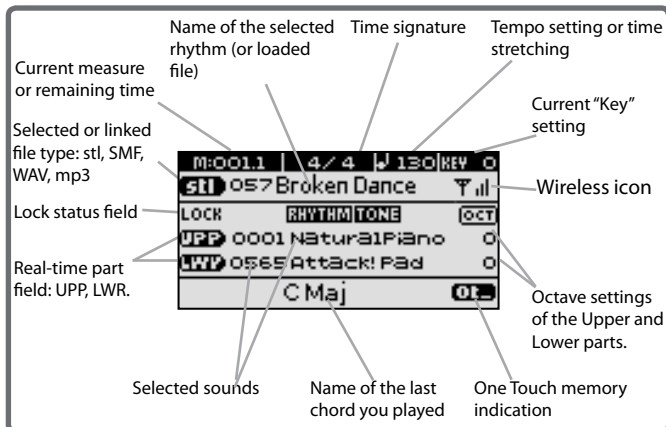 Name of the selected
rhythm (or loaded
file)
Time signature
Tempo setting or time
stretching
Current measure
or remaining time
Current “Key”
setting
Selected or linked
file type: stl, SMF,
WAV, mp3
M:001.1 | 4/4 | 130 KEY 0
stl 057 Broken Dance
Wireless icon
Lock status field
LOCK RHYTHM TONE OCT
UPP 0001 NaturalPiano 0
LWR 0565 Attack! Pad 0
Real-time part
field: UPP, LWR.
C Maj
Octave settings
of the Upper and
Lower parts.
Selected sounds
Name of the last
chord you played
One Touch memory
indication